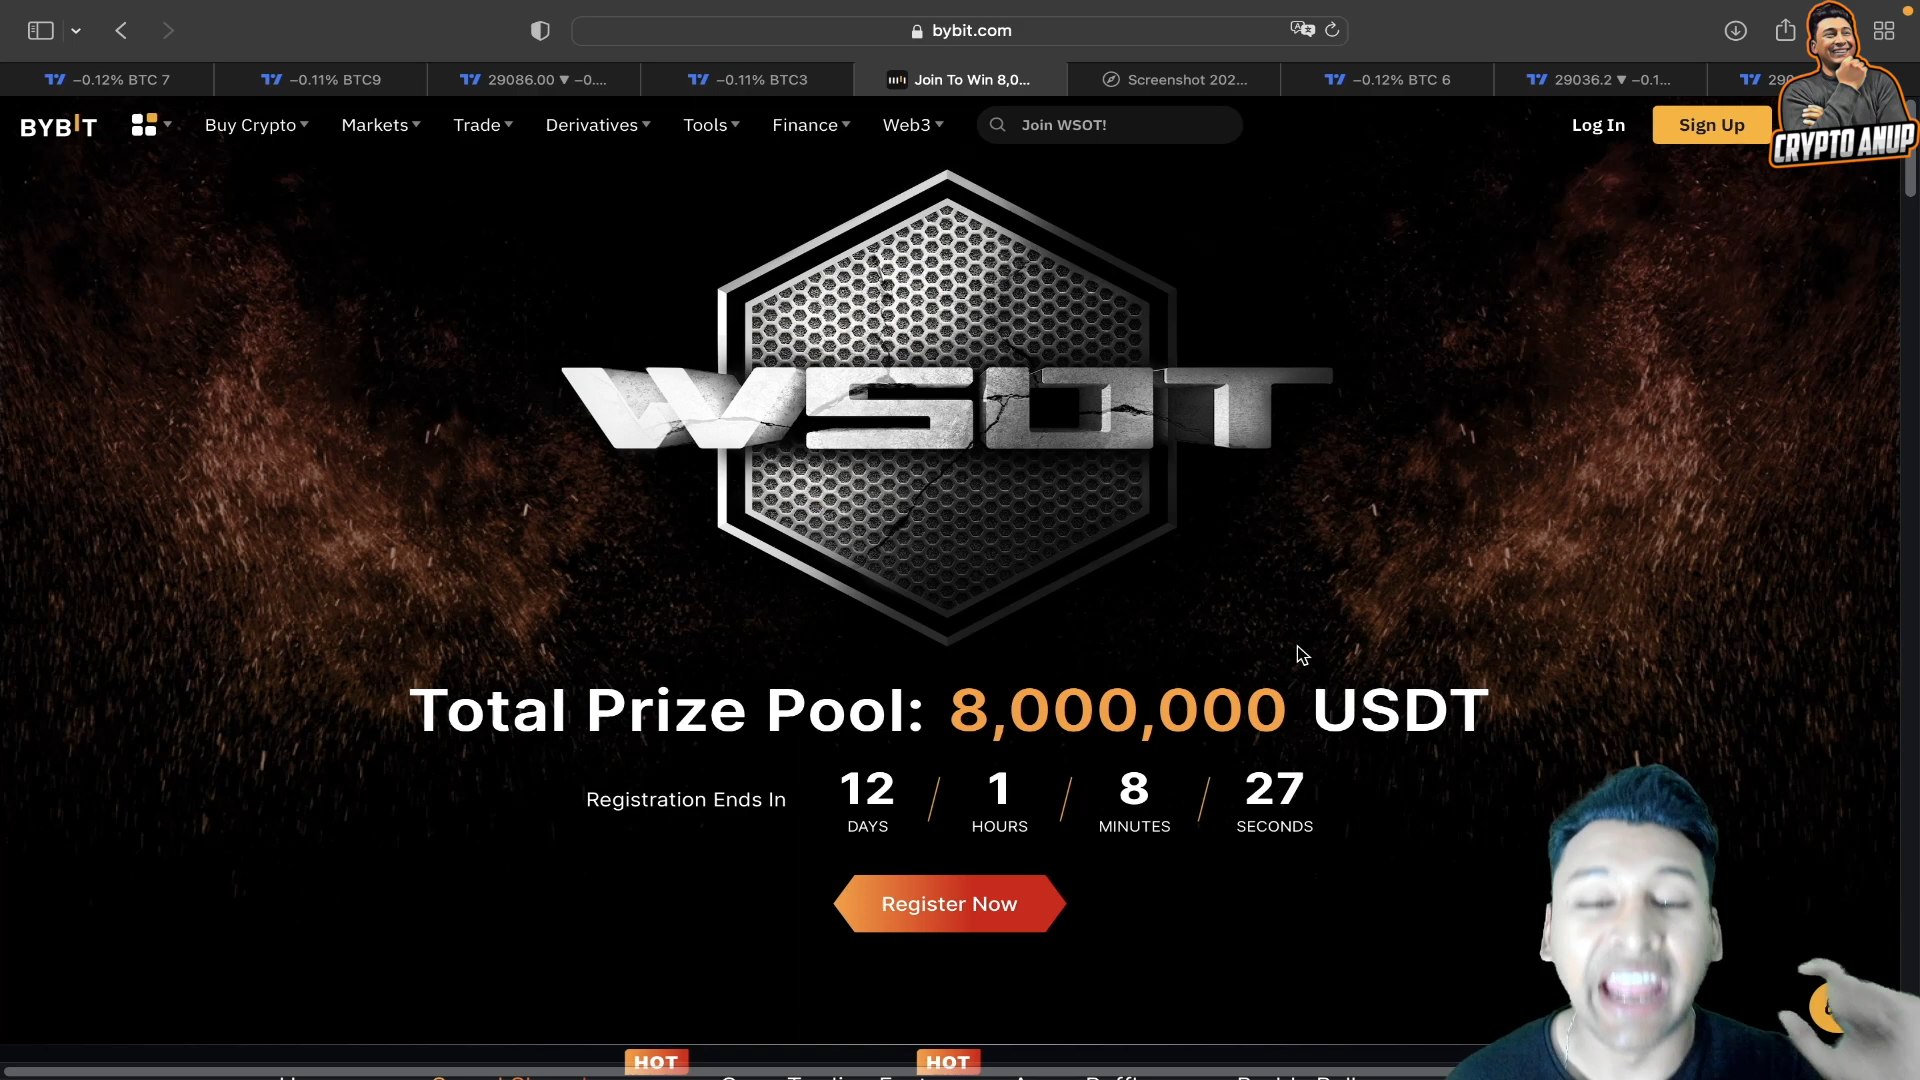 bybit.com
−0.12% BTC 7
−0.11% BTC9
29086.00 ▼ −0....
−0.11% BTC3
Join To Win 8,0...
Screenshot 202...
−0.12% BTC 6
29036.2 ▼ −0.1...
290
CRYPTO ANUP
BYBIT
Buy Crypto
Markets
Trade
Derivatives
Tools
Finance
Web3
Join WSOT!
Log In
Sign Up
WSOT
Total Prize Pool: 8,000,000 USDT
Registration Ends In
12 / 1 / 8 / 27
DAYS HOURS MINUTES SECONDS
Register Now
HOT
HOT